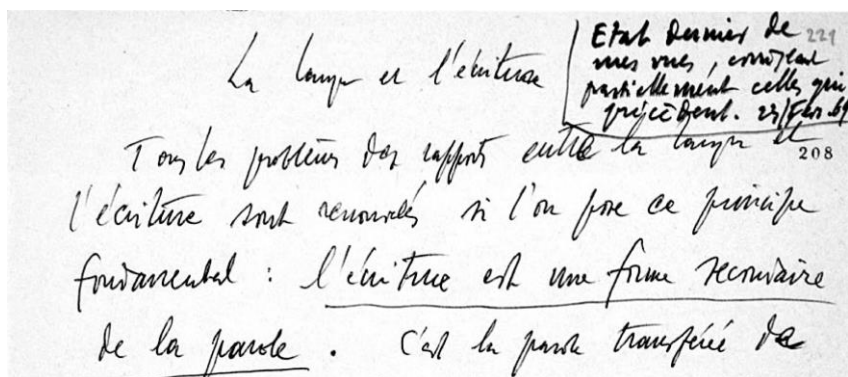 La langue et l'écriture
Etat dernier de 221
mes vues, corrigeant
partiellement celles qui
précèdent. 23/Fév. 69
Tous les problèmes des rapports entre la langue et
208
l'écriture sont renouvelés si l'on pose ce principe
fondamental : l'écriture est une forme secondaire
de la parole. C'est la parole transférée de